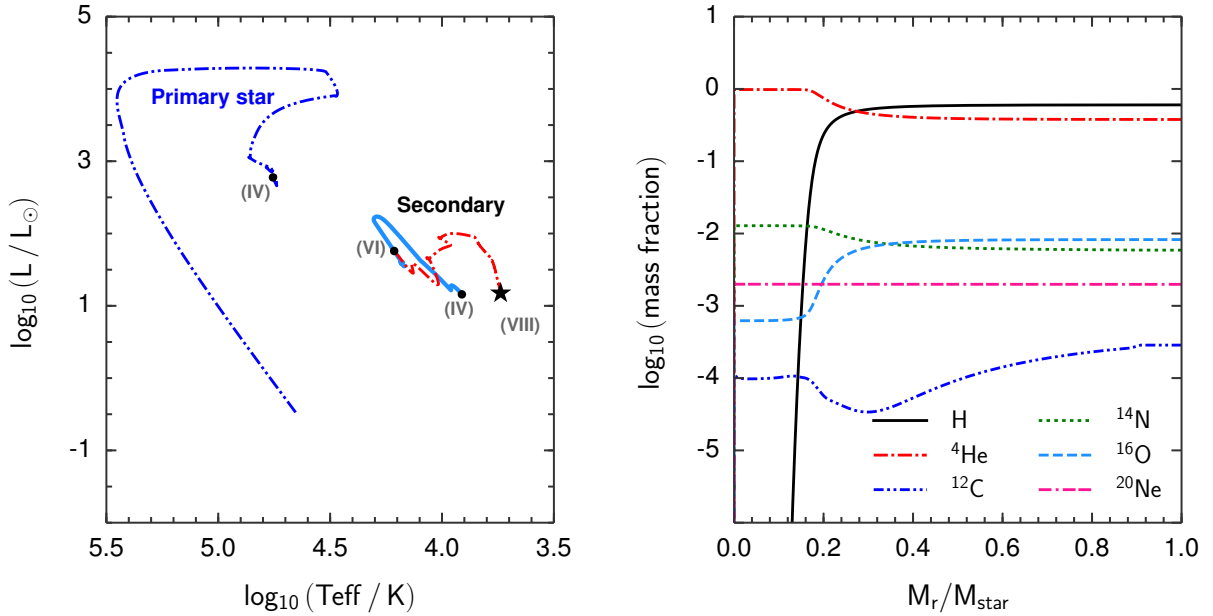 5
3
1
-1
5.5 5.0 4.5 4.0 3.5
log₁₀ (L / L⊙)
log₁₀ (Teff / K)
Primary star
(IV)
Secondary
(VI)
(IV)
(VIII)
1
0
-1
-2
-3
-4
-5
0.0 0.2 0.4 0.6 0.8 1.0
log₁₀ (mass fraction)
M_r/M_star
H
⁴He
¹²C
¹⁴N
¹⁶O
²⁰Ne